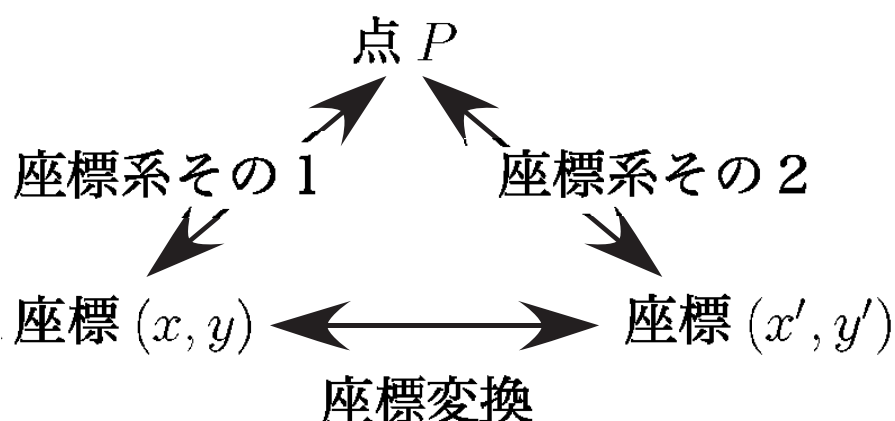 点 P
座標系その 1
座標系その 2
座標 (x, y)
座標 (x′, y′)
座標変換